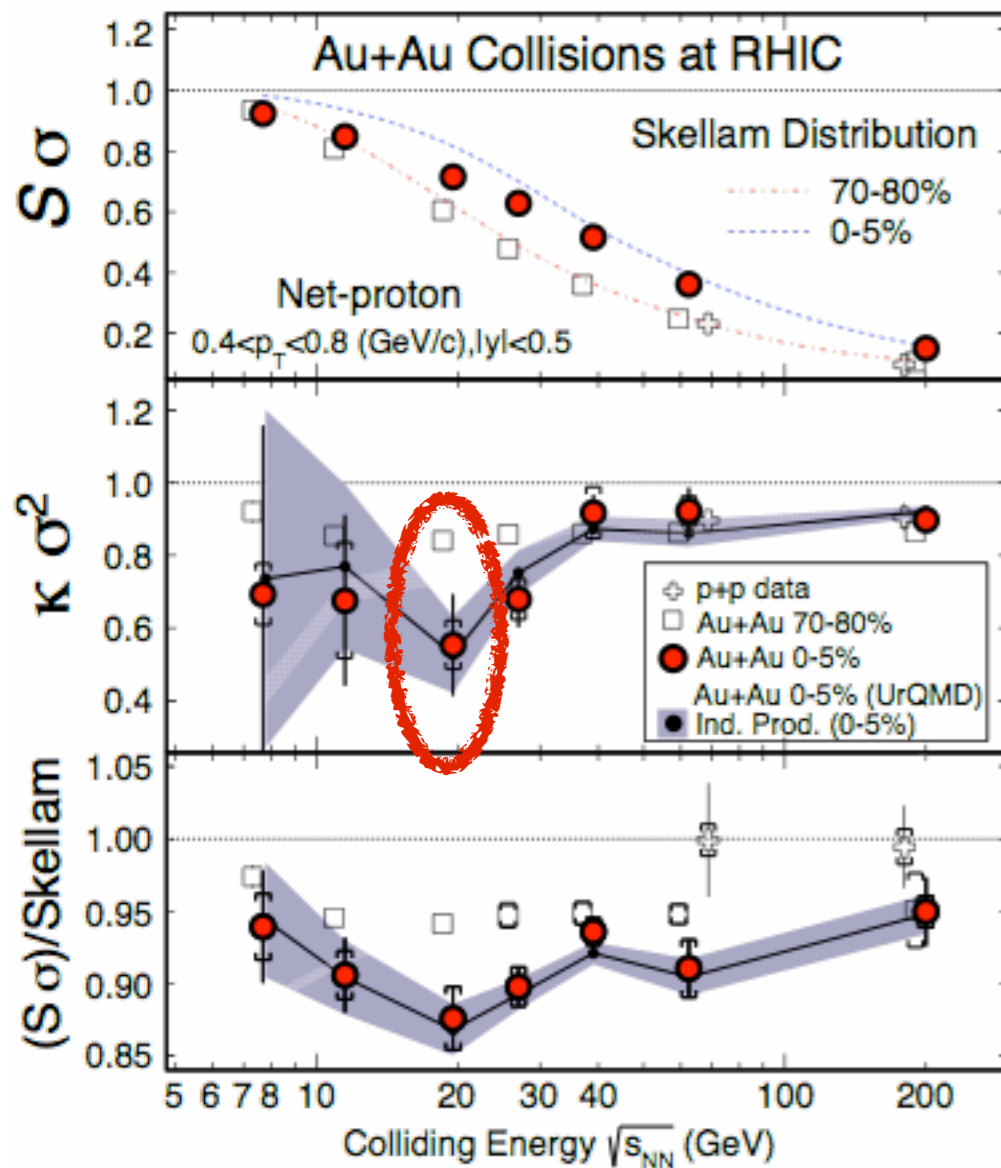 Au+Au Collisions at RHIC
S σ
1.2
1.0
0.8
0.6
0.4
0.2
Skellam Distribution
70-80%
0-5%
Net-proton
0.4<p_T<0.8 (GeV/c),|y|<0.5
κ σ²
1.2
1.0
0.8
0.6
0.4
p+p data
Au+Au 70-80%
Au+Au 0-5%
Au+Au 0-5% (UrQMD)
Ind. Prod. (0-5%)
(S σ)/Skellam
1.05
1.00
0.95
0.90
0.85
5 6 7 8 10 20 30 40 100 200
Colliding Energy √s_NN (GeV)